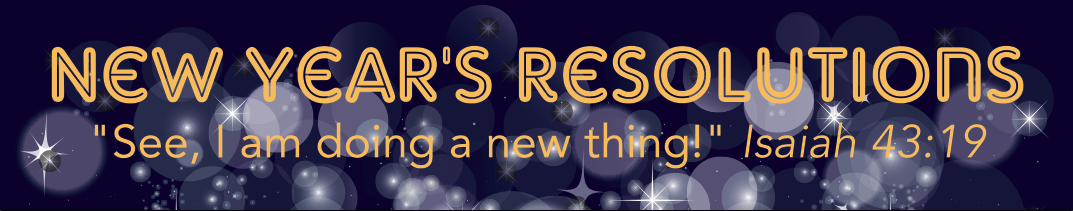 NEW YEAR'S RESOLUTIONS
"See, I am doing a new thing!" Isaiah 43:19